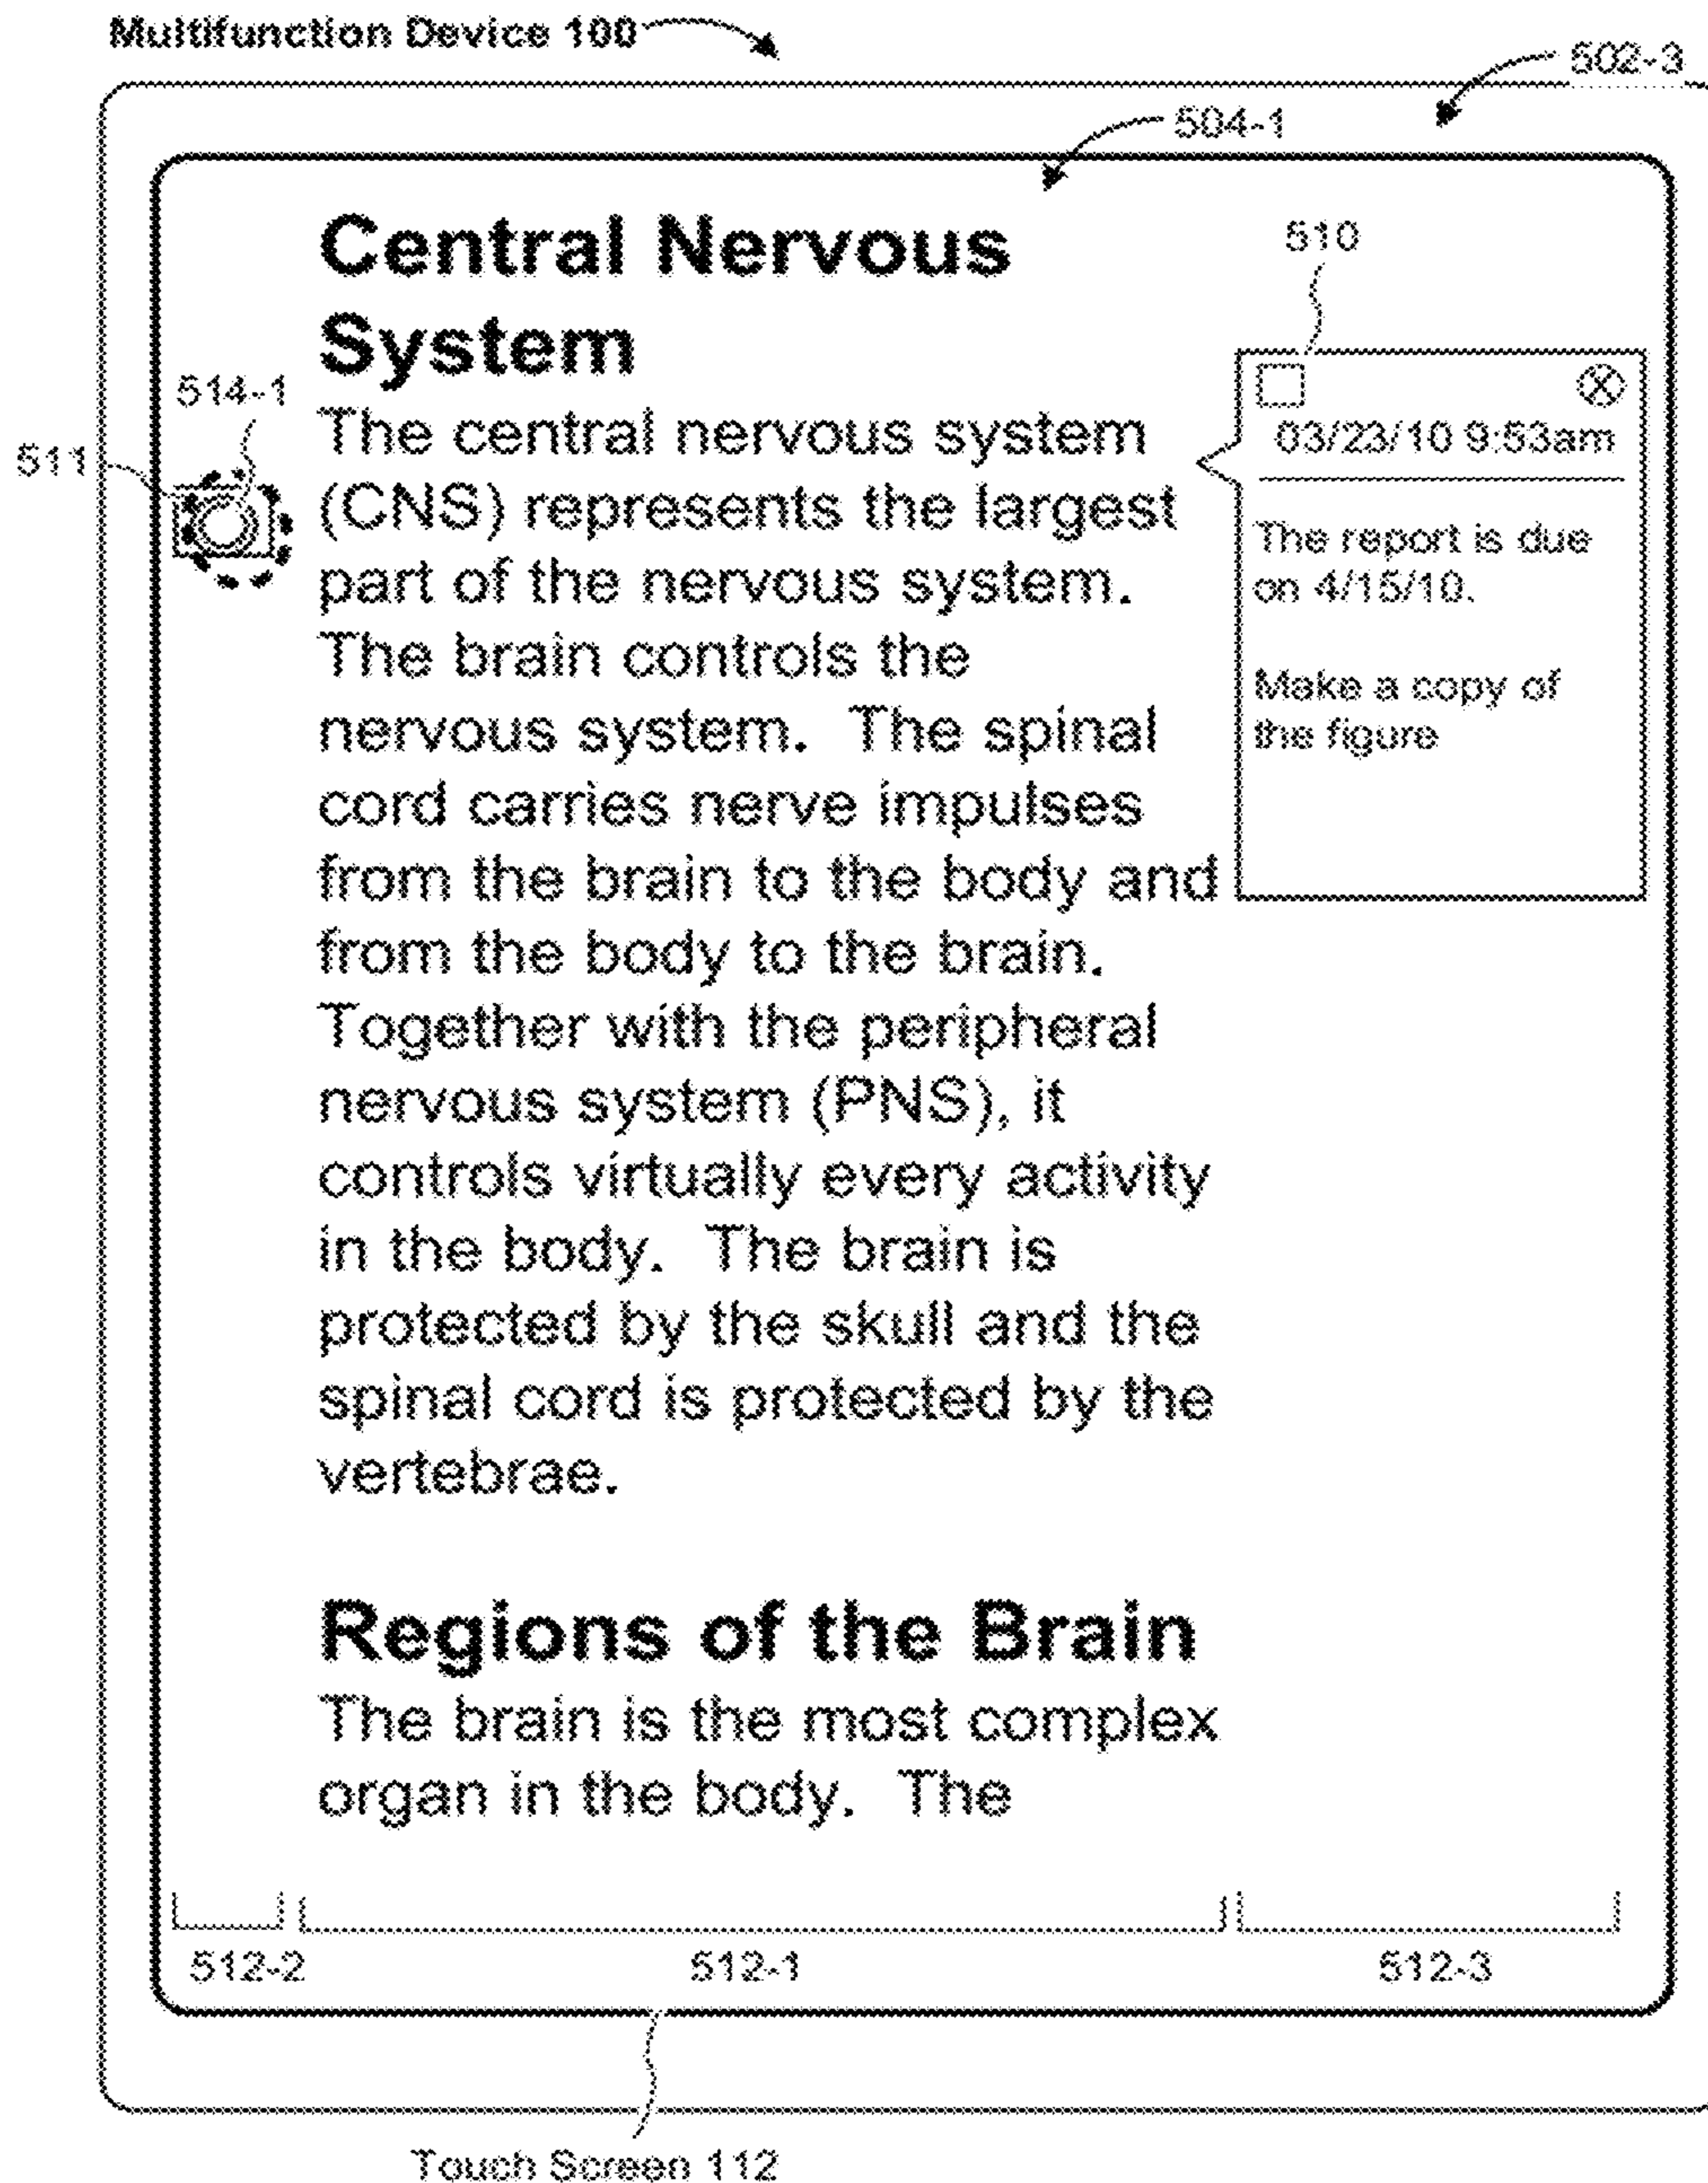 Multifunction Device 100
502-3
504-1
Central Nervous
System
510
514-1
511
The central nervous system
(CNS) represents the largest
part of the nervous system.
The brain controls the
nervous system.  The spinal
cord carries nerve impulses
from the brain to the body and
from the body to the brain.
Together with the peripheral
nervous system (PNS), it
controls virtually every activity
in the body.  The brain is
protected by the skull and the
spinal cord is protected by the
vertebrae.
X
03/23/10 9:53am
The report is due
on 4/15/10.
Make a copy of
the figure
Regions of the Brain
The brain is the most complex
organ in the body.  The
512-2
512-1
512-3
Touch Screen 112